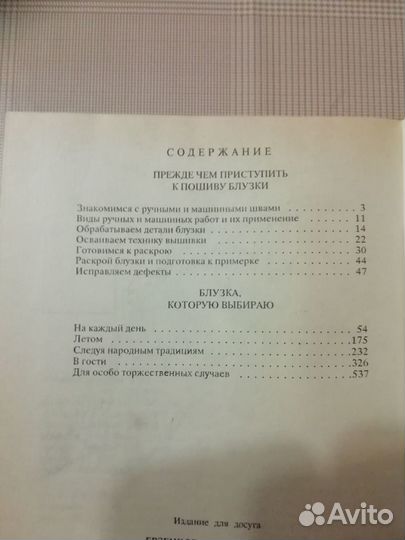 СОДЕРЖАНИЕ
ПРЕЖДЕ ЧЕМ ПРИСТУПИТЬ
К ПОШИВУ БЛУЗКИ
Знакомимся с ручными и машинными швами 3
Виды ручных и машинных работ и их применение 11
Обрабатываем детали блузки 14
Осваиваем технику вышивки 22
Готовимся к раскрою 30
Раскрой блузки и подготовка к примерке 44
Исправляем дефекты 47
БЛУЗКА,
КОТОРУЮ ВЫБИРАЮ
На каждый день 54
Летом 175
Следуя народным традициям 232
В гости 326
Для особо торжественных случаев 537
Издание для досуга
Avito